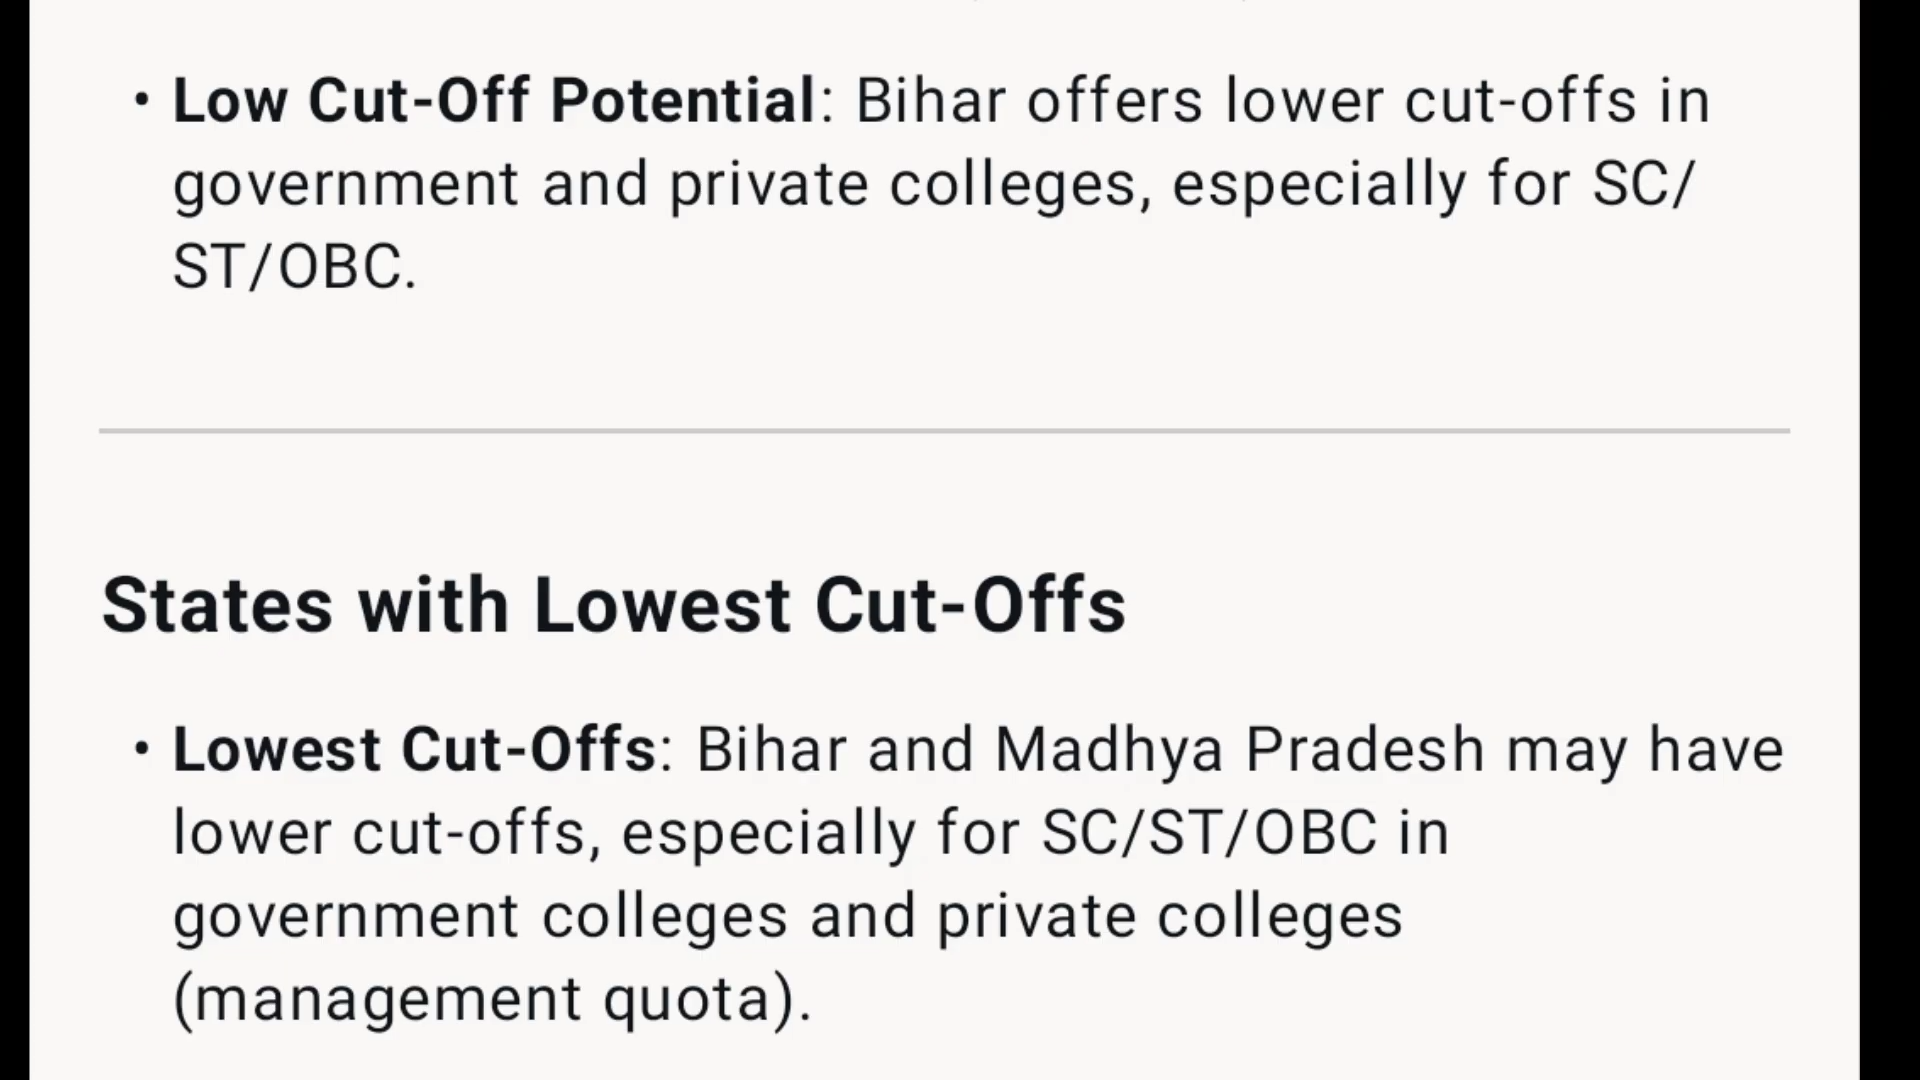 • Low Cut-Off Potential: Bihar offers lower cut-offs in
government and private colleges, especially for SC/
ST/OBC.
States with Lowest Cut-Offs
• Lowest Cut-Offs: Bihar and Madhya Pradesh may have
lower cut-offs, especially for SC/ST/OBC in
government colleges and private colleges
(management quota).